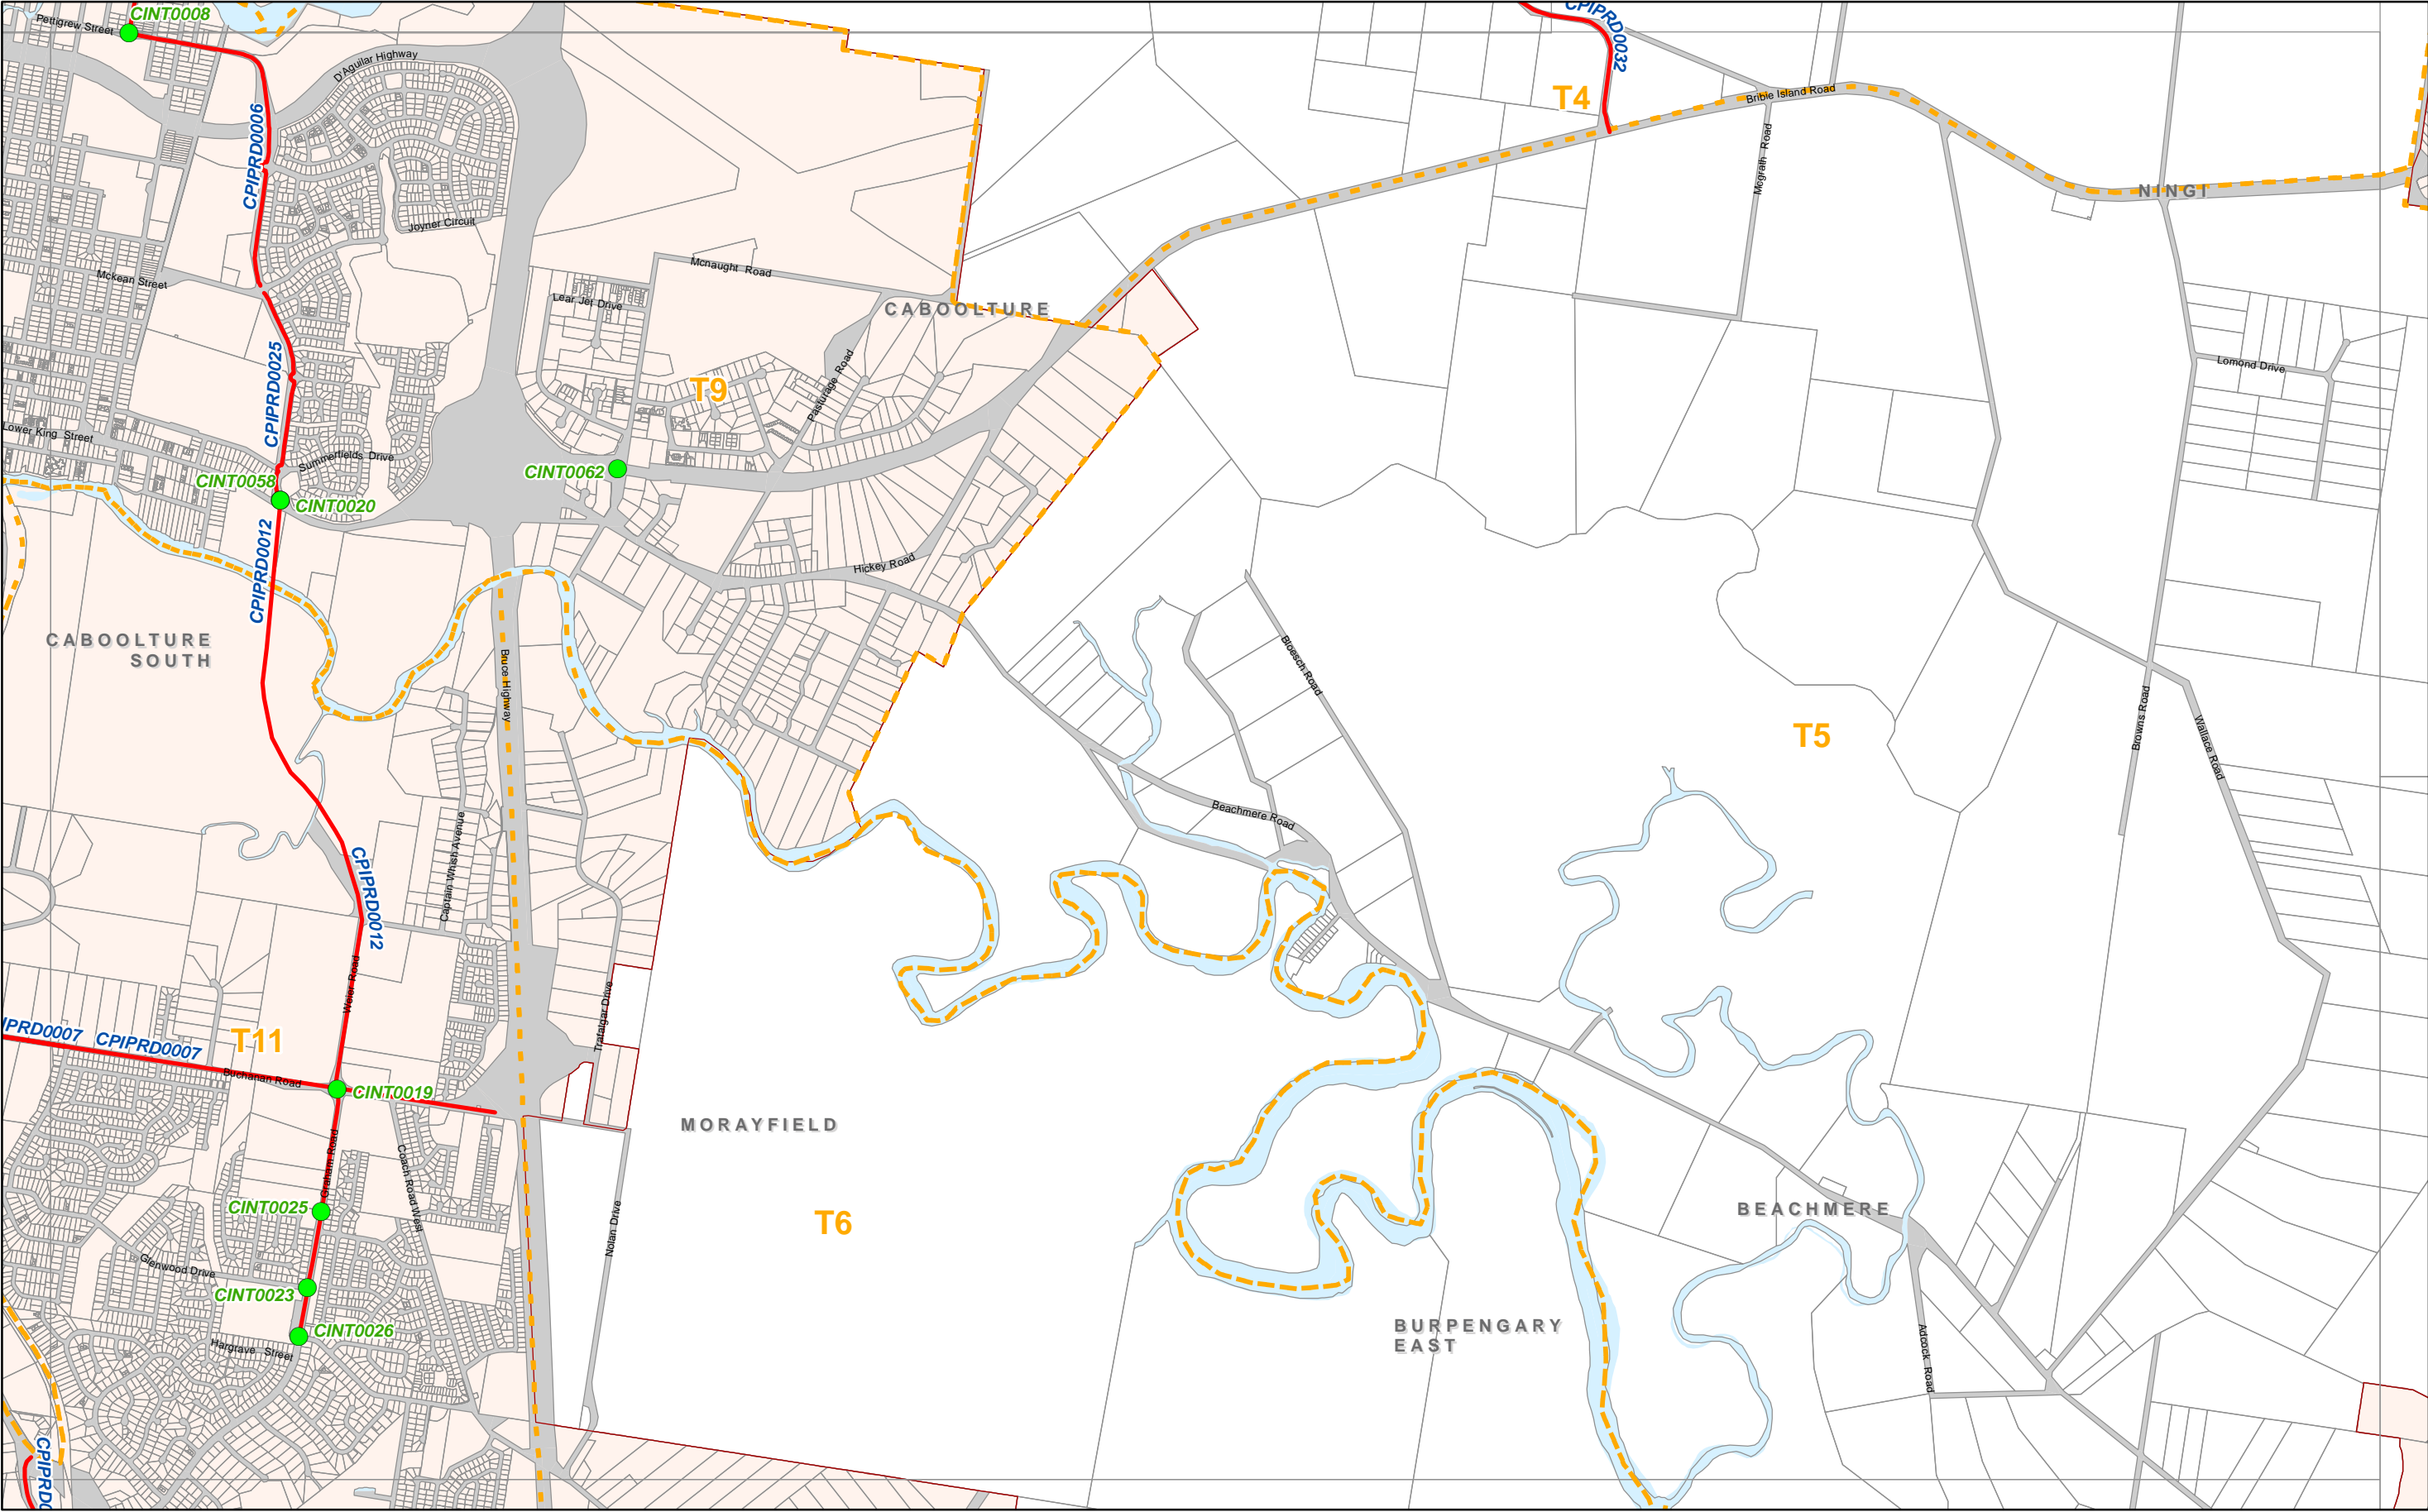 CINT0008
CPIPRD0032
Pettigrew Street
D'Aguilar Highway
T4
Bribie Island Road
CPIPRD0006
Mcgrath Road
NINGI
Joyner Circuit
Mckean Street
Mcnaught Road
Lear Jet Drive
CABOOLTURE
CPIPRD0025
Lomond Drive
T9
Pasturage Road
Lower King Street
Summerfields Drive
CINT0058
CINT0062
CINT0020
CPIPRD0012
Hickey Road
CABOOLTURE
SOUTH
Bruce Highway
Bloesch Road
T5
Browns Road
Wallace Road
Beachmere Road
Captain Whish Avenue
CPIPRD0012
Weier Road
Trafalgar Drive
IPRD0007
CPIPRD0007
T11
Buchanan Road
CINT0019
MORAYFIELD
Graham Road
Coach Road West
CINT0025
T6
Nolan Drive
BEACHMERE
Glenwood Drive
CINT0023
CINT0026
BURPENGARY
EAST
Hargrave Street
Adcock Road